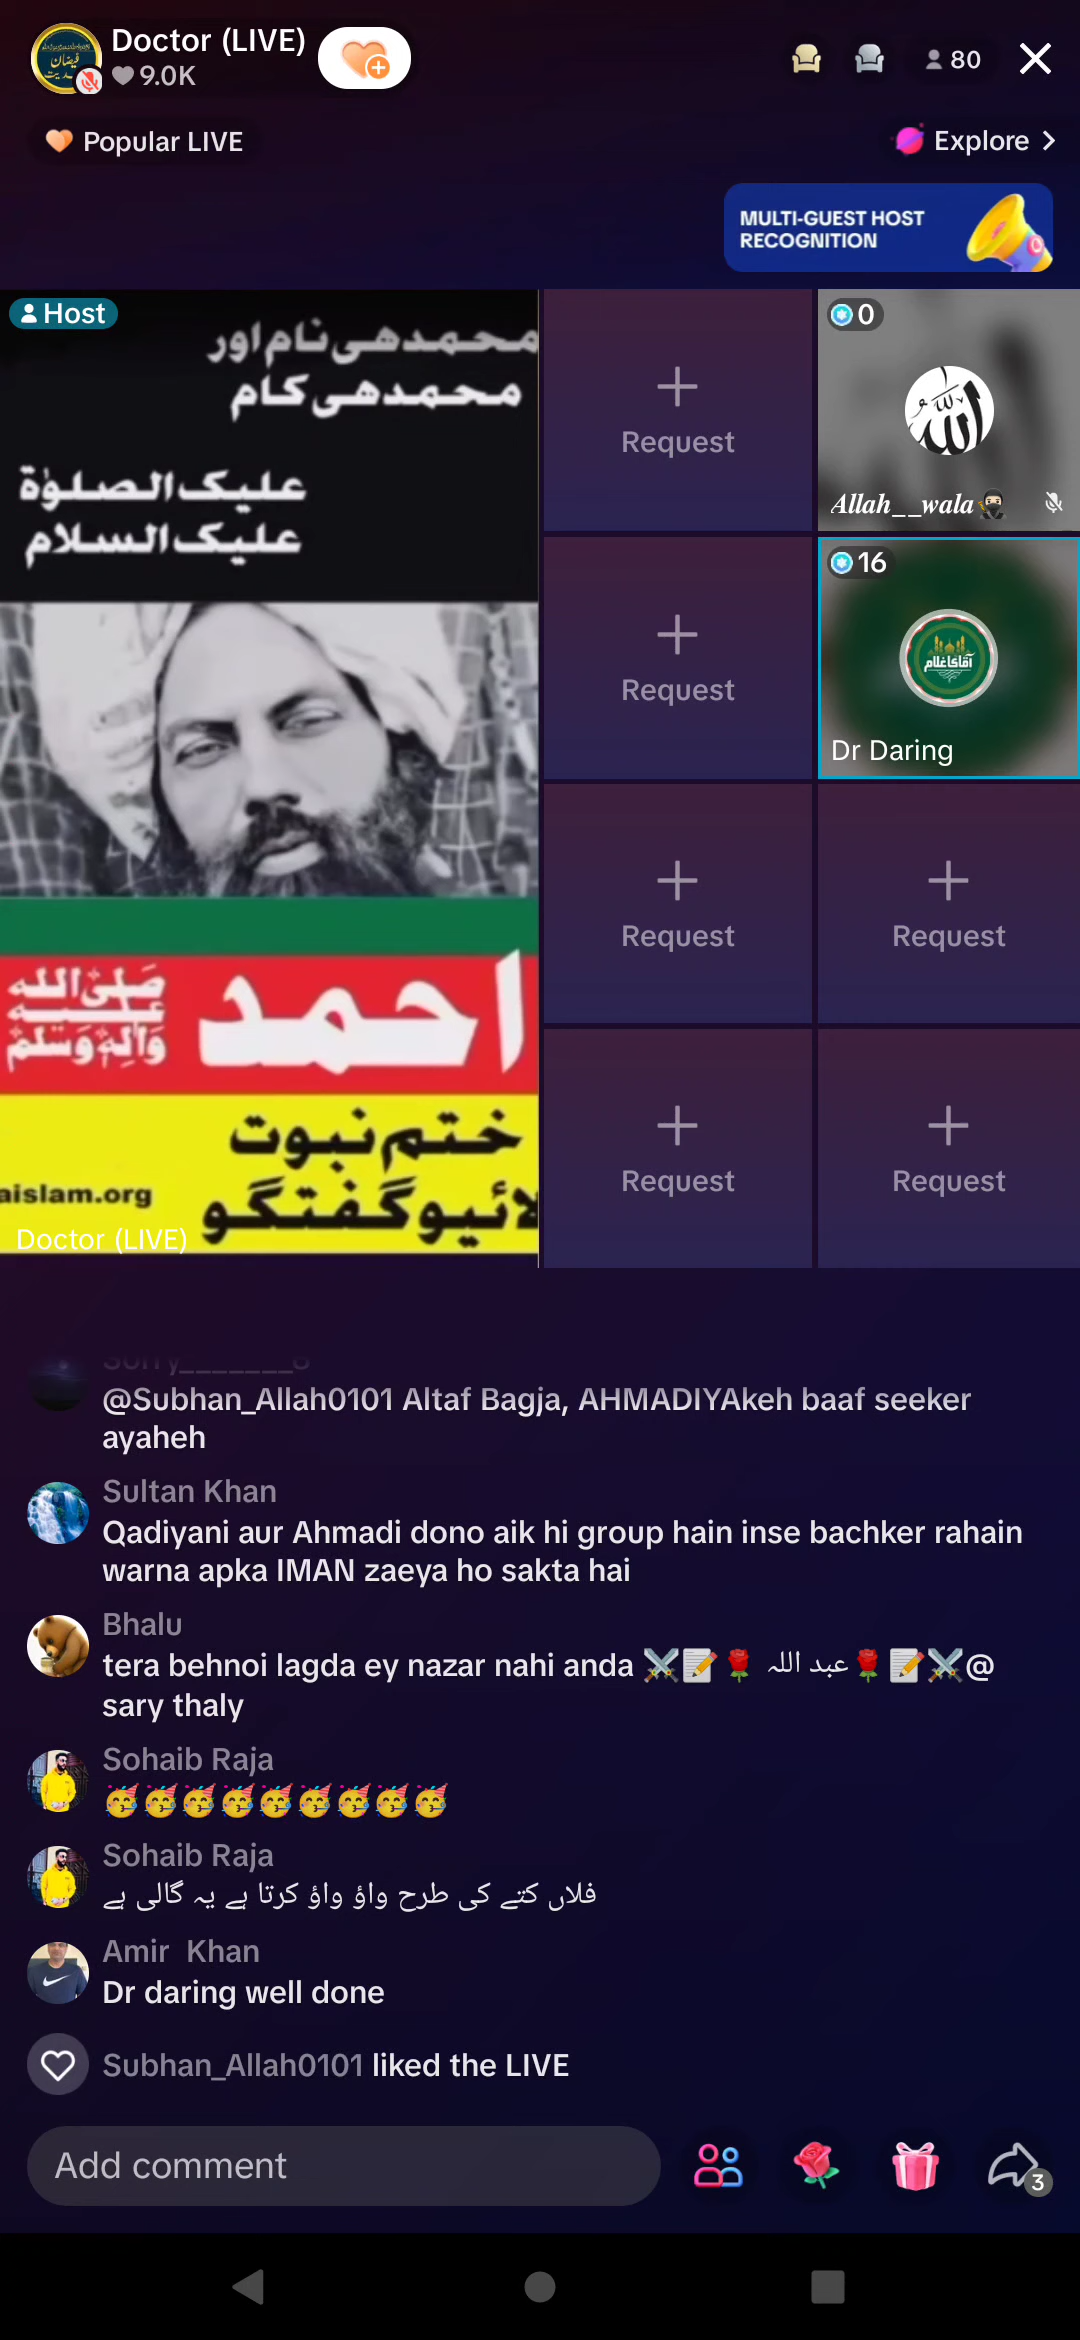 Doctor (LIVE)
9.0K
80
Popular LIVE
Explore
MULTI-GUEST HOST
RECOGNITION
Host
محمدھی نام اور
محمدھی کام
علیک الصلوٰۃ
علیک السلام
احمد
صَلَّی اللہ
عَلَیْہِ
وَاٰلِہٖ وَسَلَّمْ
ختم نبوت
لائیو گفتگو
aislam.org
Doctor (LIVE)
Request
0
الله
Allah__wala
Request
16
آقا کا غلام
Dr Daring
Request
Request
Request
Request
@Subhan_Allah0101 Altaf Bagja, AHMADIYAkeh baaf seeker
ayaheh
Sultan Khan
Qadiyani aur Ahmadi dono aik hi group hain inse bachker rahain
warna apka IMAN zaeya ho sakta hai
Bhalu
tera behnoi lagda ey nazar nahi anda ⚔️📝🌹 عبد اللہ🌹📝⚔️@
sary thaly
Sohaib Raja
🥳🥳🥳🥳🥳🥳🥳🥳🥳
Sohaib Raja
فلاں کتے کی طرح واؤ واؤ کرتا ہے یہ گالی ہے
Amir Khan
Dr daring well done
Subhan_Allah0101 liked the LIVE
Add comment
3